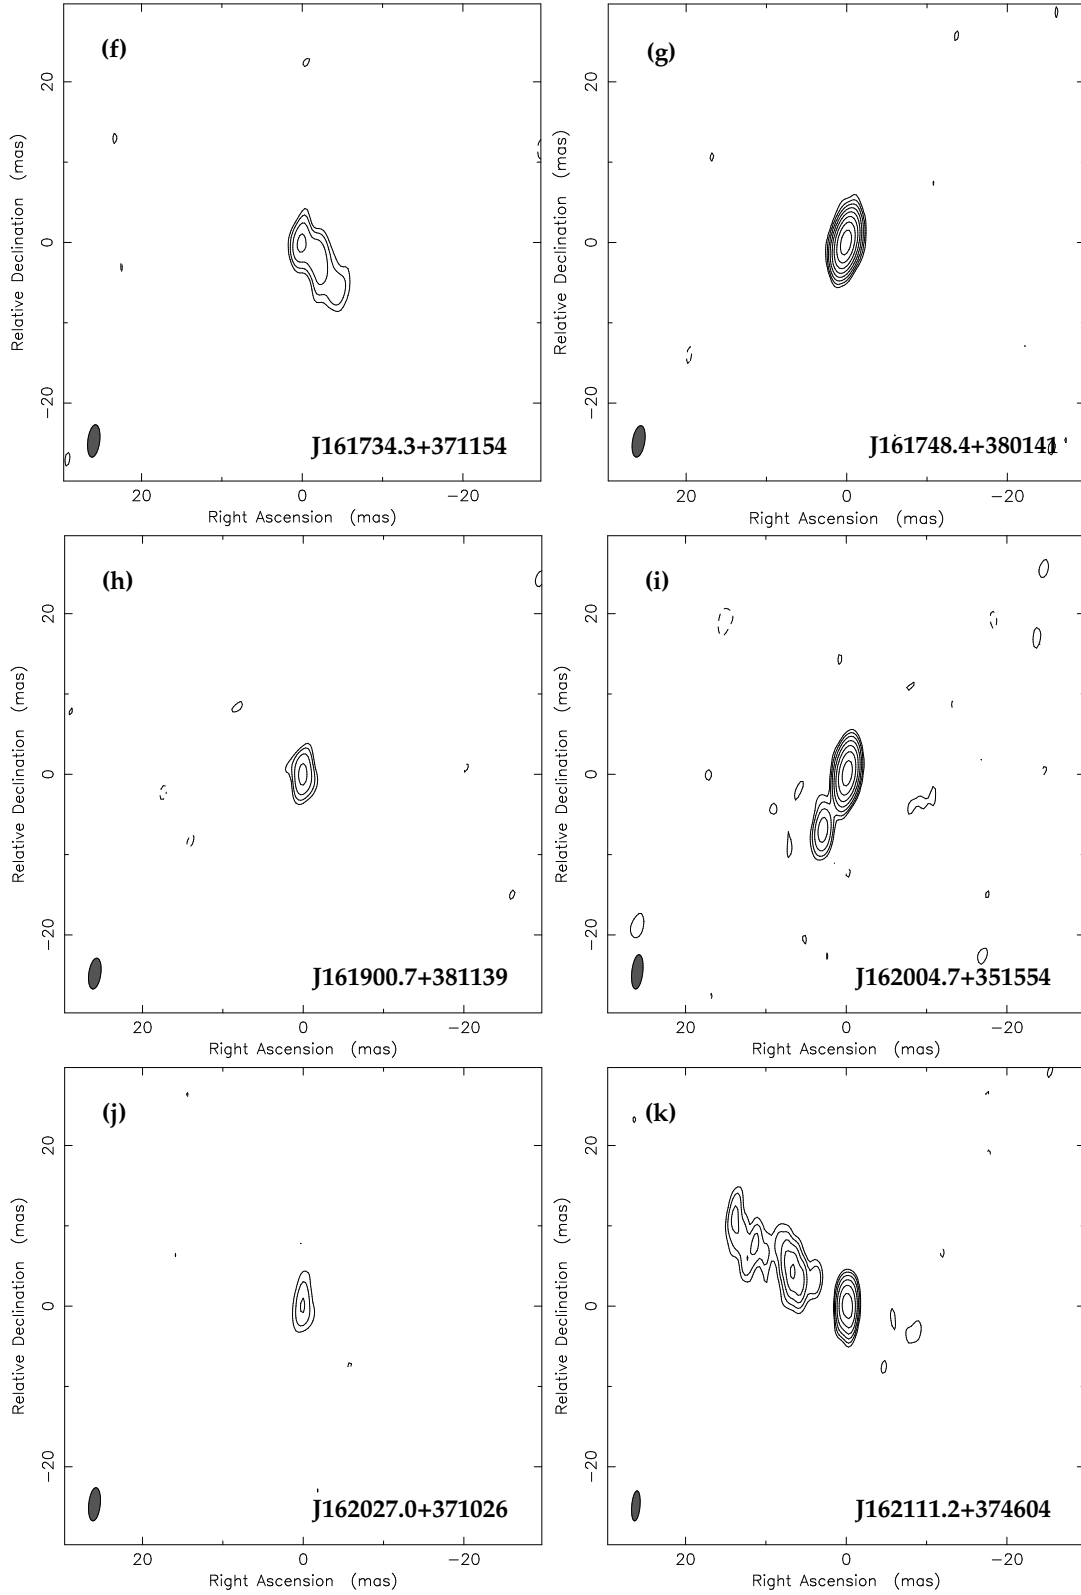 (f)
20
0
−20
Relative Declination (mas)
J161734.3+371154
20 0 −20
Right Ascension (mas)
(g)
20
0
−20
Relative Declination (mas)
J161748.4+380141
20 0 −20
Right Ascension (mas)
(h)
20
0
−20
Relative Declination (mas)
J161900.7+381139
20 0 −20
Right Ascension (mas)
(i)
20
0
−20
Relative Declination (mas)
J162004.7+351554
20 0 −20
Right Ascension (mas)
(j)
20
0
−20
Relative Declination (mas)
J162027.0+371026
20 0 −20
Right Ascension (mas)
(k)
20
0
−20
Relative Declination (mas)
J162111.2+374604
20 0 −20
Right Ascension (mas)